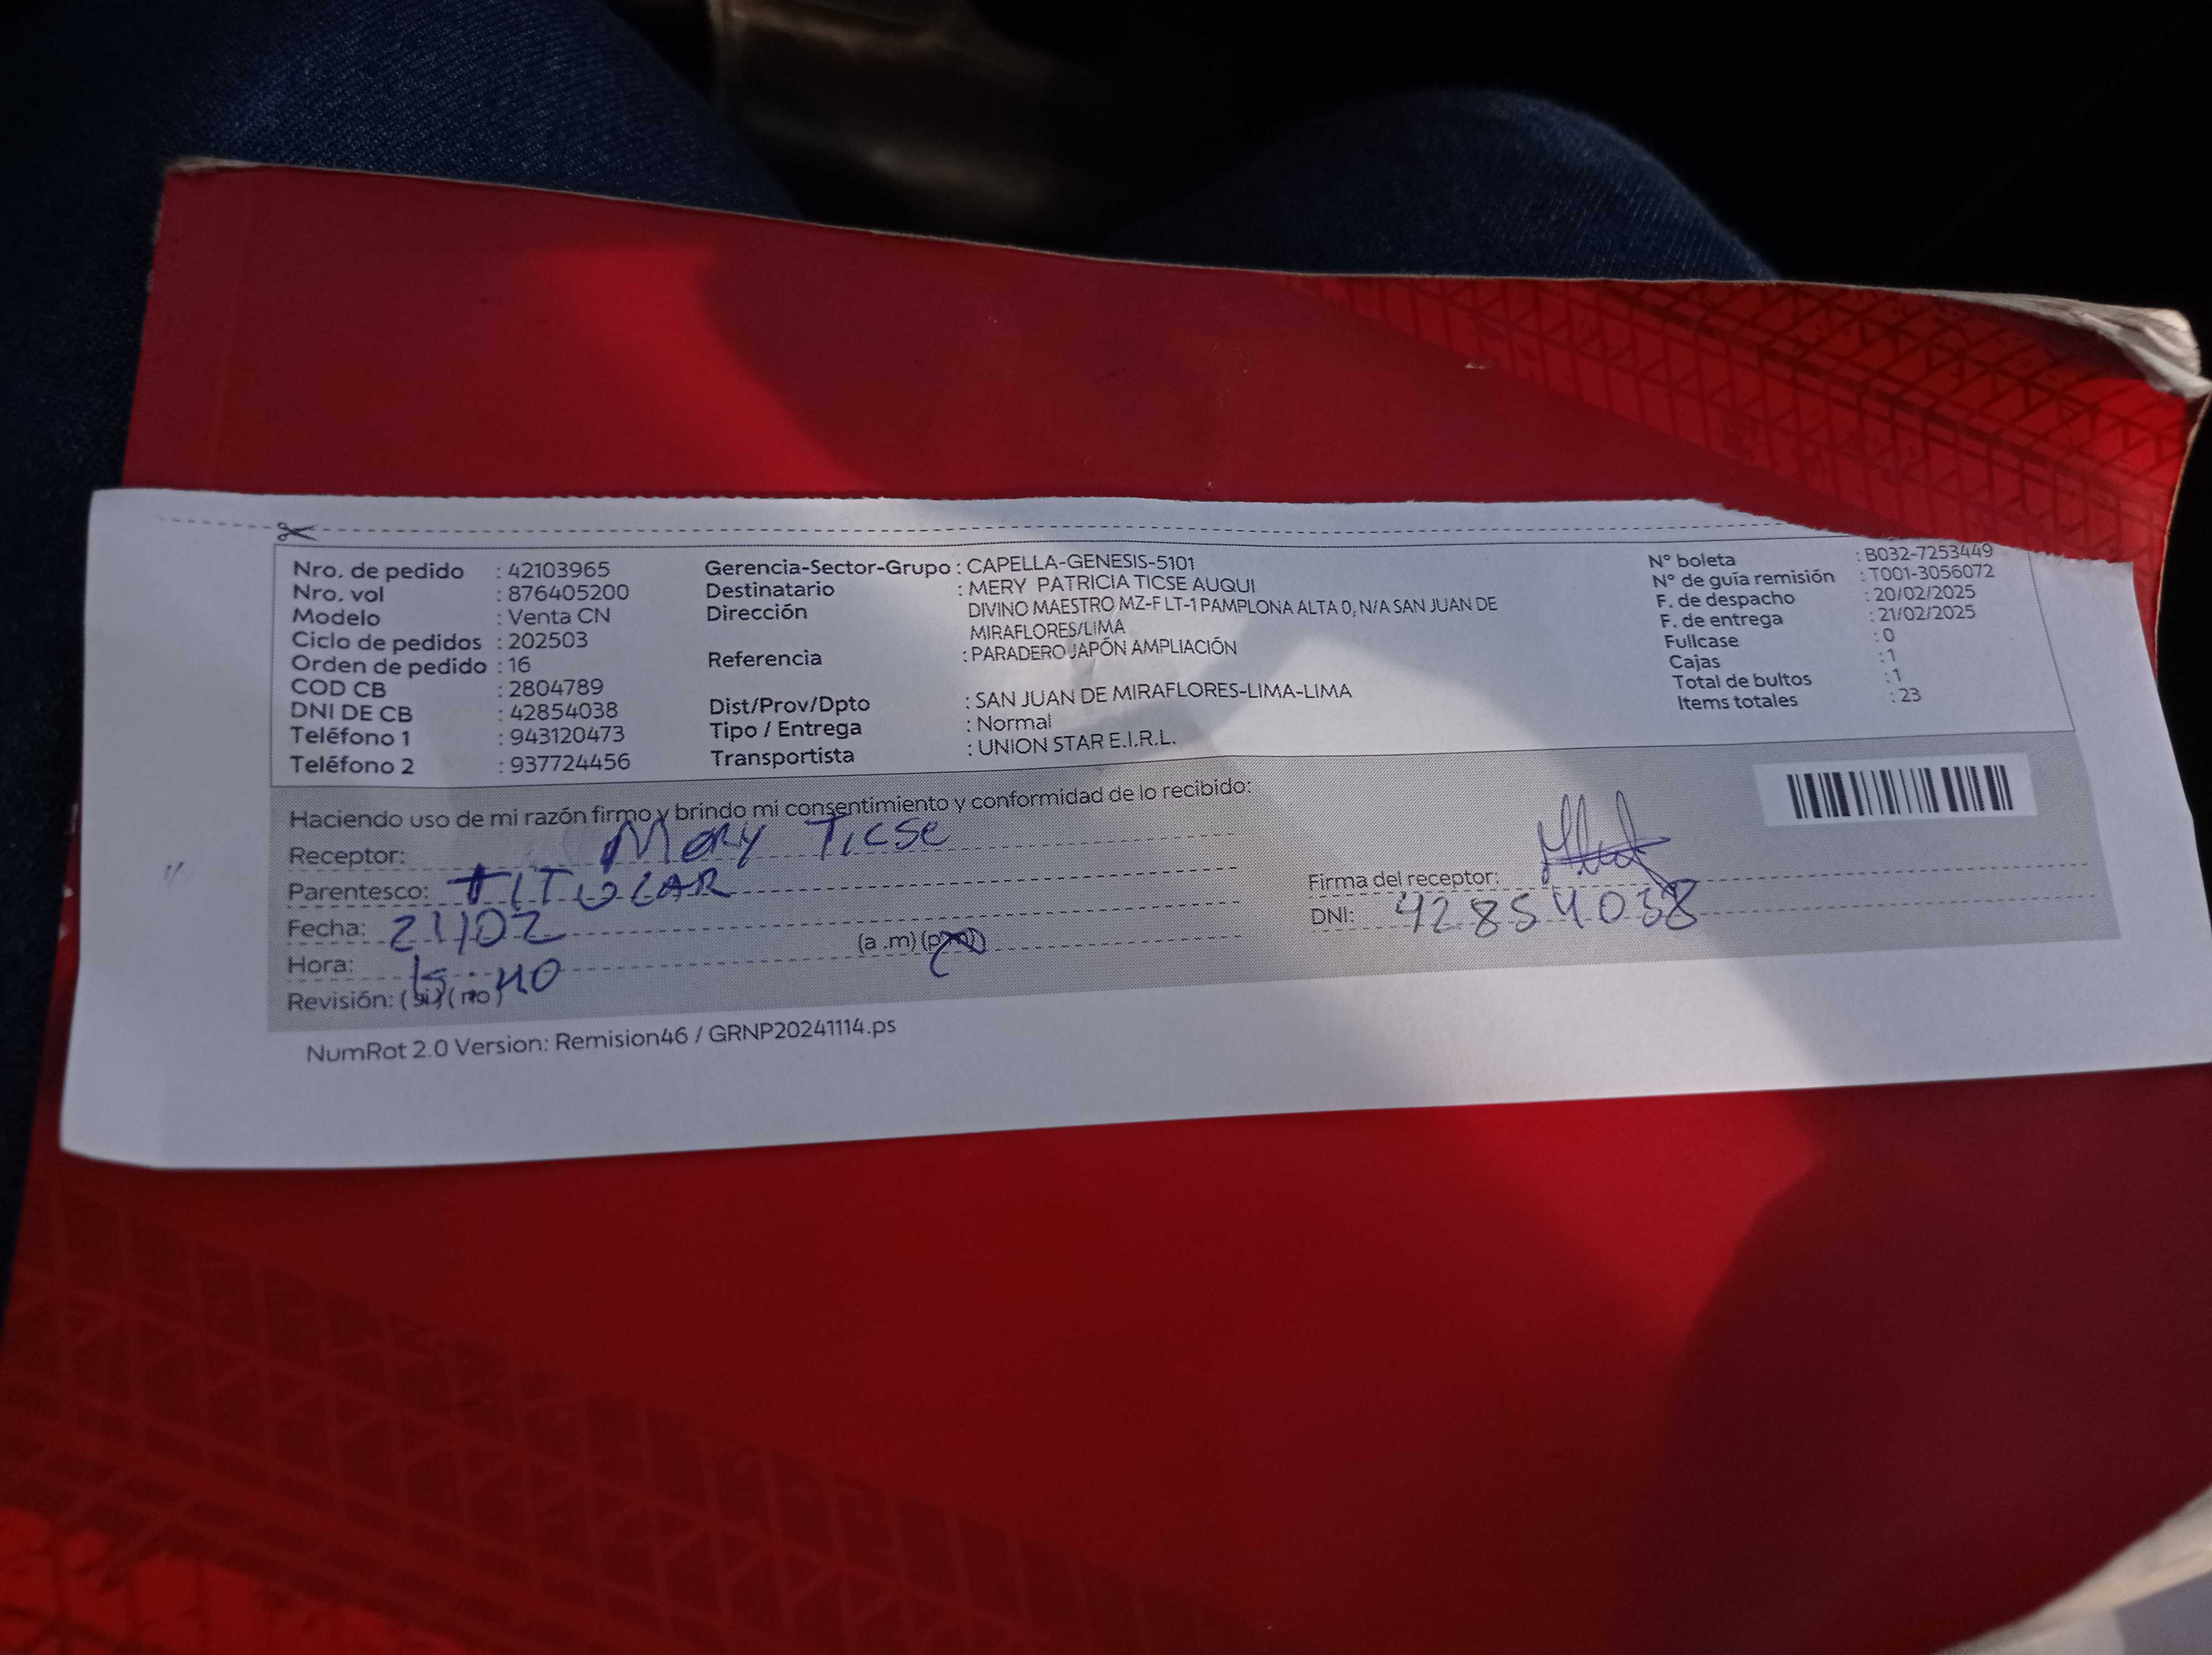 Nro. de pedido : 42103965
Nro. vol : 876405200
Modelo : Venta CN
Ciclo de pedidos : 202503
Orden de pedido : 16
COD CB : 2804789
DNI DE CB : 42854038
Teléfono 1 : 943120473
Teléfono 2 : 937724456
Gerencia-Sector-Grupo : CAPELLA-GENESIS-5101
Destinatario : MERY PATRICIA TICSE AUQUI
Dirección DIVINO MAESTRO MZ-F LT-1 PAMPLONA ALTA 0, N/A SAN JUAN DE
MIRAFLORES/LIMA
Referencia : PARADERO JAPÓN AMPLIACIÓN
Dist/Prov/Dpto : SAN JUAN DE MIRAFLORES-LIMA-LIMA
Tipo / Entrega : Normal
Transportista : UNION STAR E.I.R.L.
N° boleta : B032-7253449
N° de guía remisión : T001-3056072
F. de despacho : 20/02/2025
F. de entrega : 21/02/2025
Fullcase : 0
Cajas : 1
Total de bultos : 1
Items totales : 23
Haciendo uso de mi razón firmo y brindo mi consentimiento y conformidad de lo recibido:
Receptor: Mery Ticse
Parentesco: TITULAR
Fecha: 21/02
Hora: (a .m) (p.m)
Revisión: (si) (no)
Firma del receptor:
DNI: 42854038
NumRot 2.0 Version: Remision46 / GRNP20241114.ps